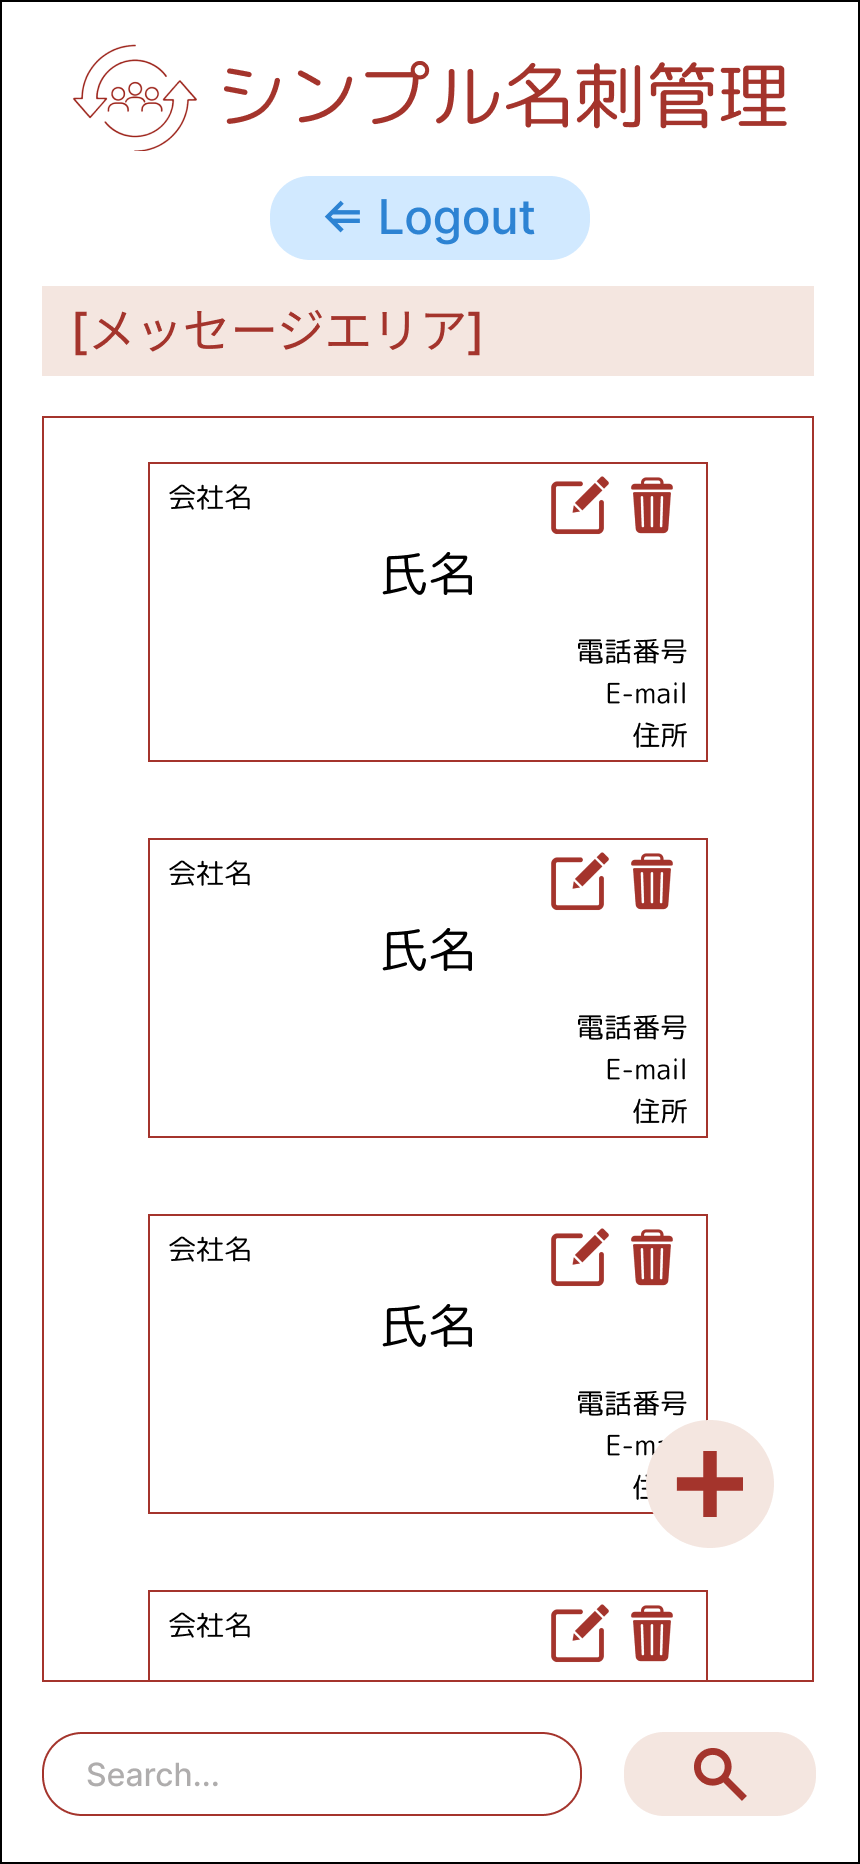 シンプル名刺管理
⇐ Logout
[メッセージエリア]
会社名
氏名
電話番号
E-mail
住所
会社名
氏名
電話番号
E-mail
住所
会社名
氏名
電話番号
E-ma
住
会社名
Search...